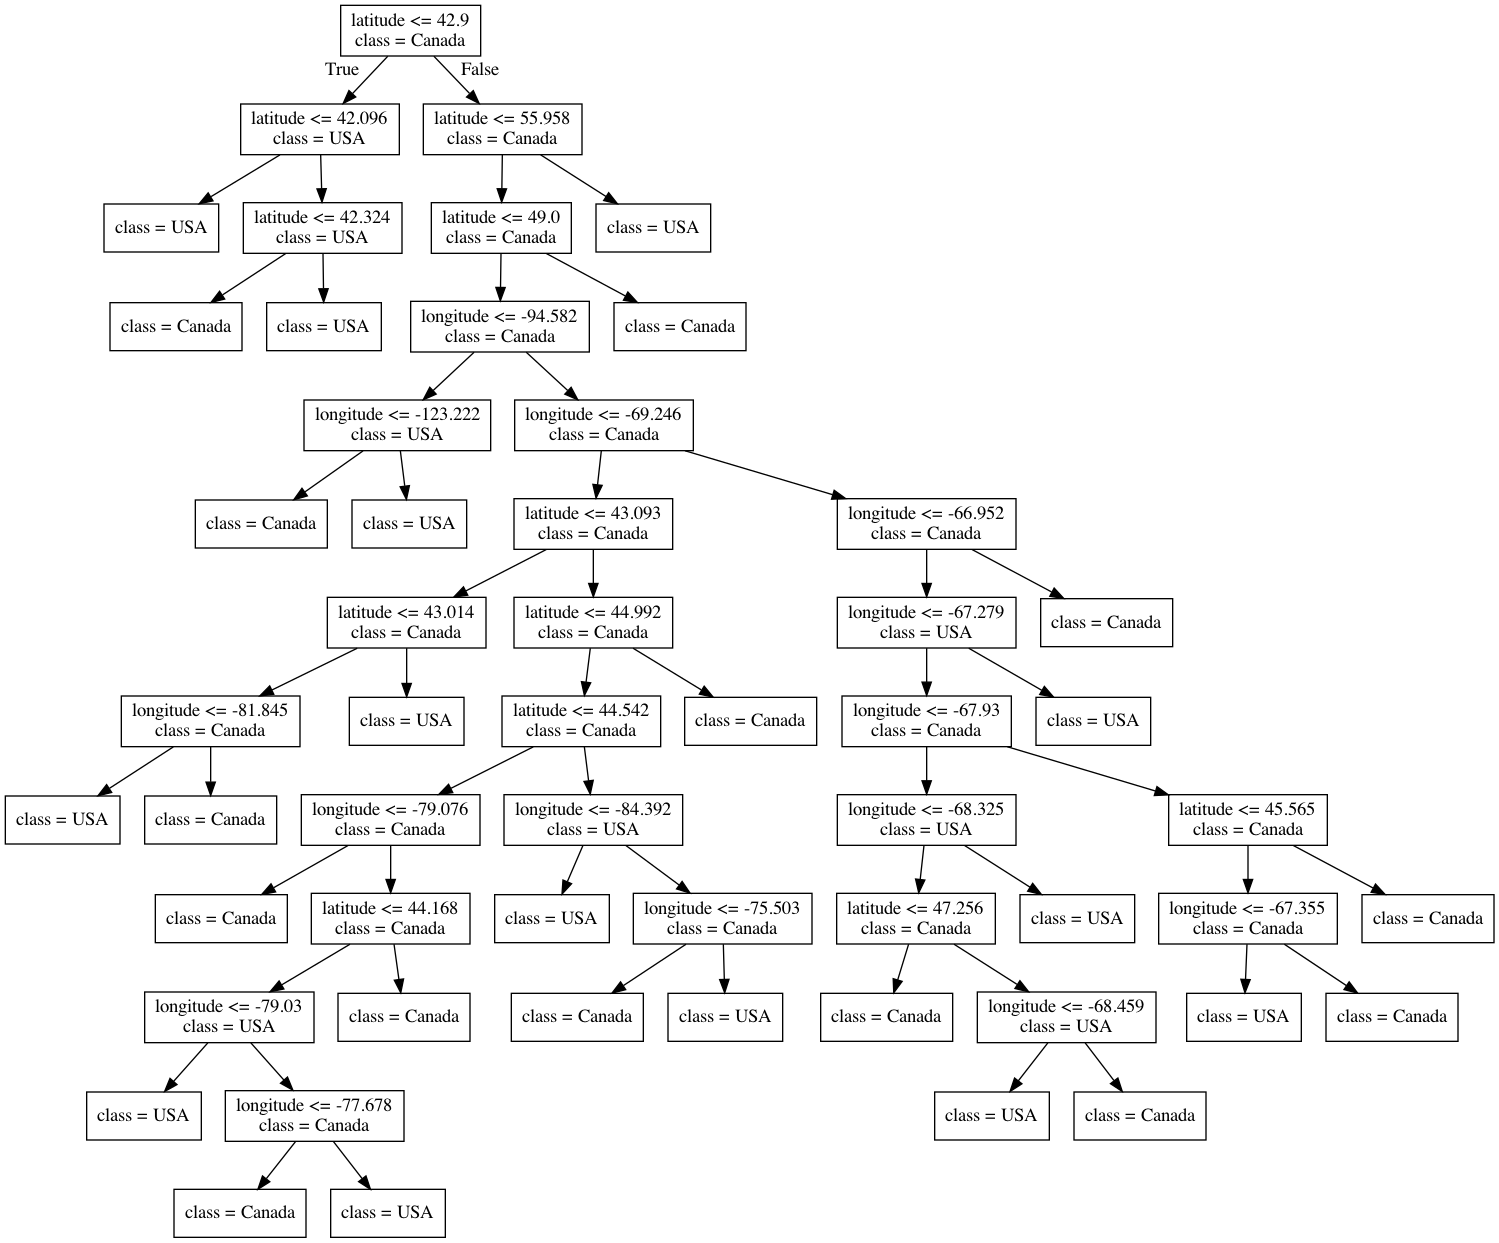 latitude <= 42.9
class = Canada
True
False
latitude <= 42.096
class = USA
latitude <= 55.958
class = Canada
class = USA
latitude <= 42.324
class = USA
latitude <= 49.0
class = Canada
class = USA
class = Canada
class = USA
longitude <= -94.582
class = Canada
class = Canada
longitude <= -123.222
class = USA
longitude <= -69.246
class = Canada
class = Canada
class = USA
latitude <= 43.093
class = Canada
longitude <= -66.952
class = Canada
latitude <= 43.014
class = Canada
latitude <= 44.992
class = Canada
longitude <= -67.279
class = USA
class = Canada
longitude <= -81.845
class = Canada
class = USA
latitude <= 44.542
class = Canada
class = Canada
longitude <= -67.93
class = Canada
class = USA
class = USA
class = Canada
longitude <= -79.076
class = Canada
longitude <= -84.392
class = USA
longitude <= -68.325
class = USA
latitude <= 45.565
class = Canada
class = Canada
latitude <= 44.168
class = Canada
class = USA
longitude <= -75.503
class = Canada
latitude <= 47.256
class = Canada
class = USA
longitude <= -67.355
class = Canada
class = Canada
longitude <= -79.03
class = USA
class = Canada
class = Canada
class = USA
class = Canada
longitude <= -68.459
class = USA
class = USA
class = Canada
class = USA
longitude <= -77.678
class = Canada
class = USA
class = Canada
class = Canada
class = USA